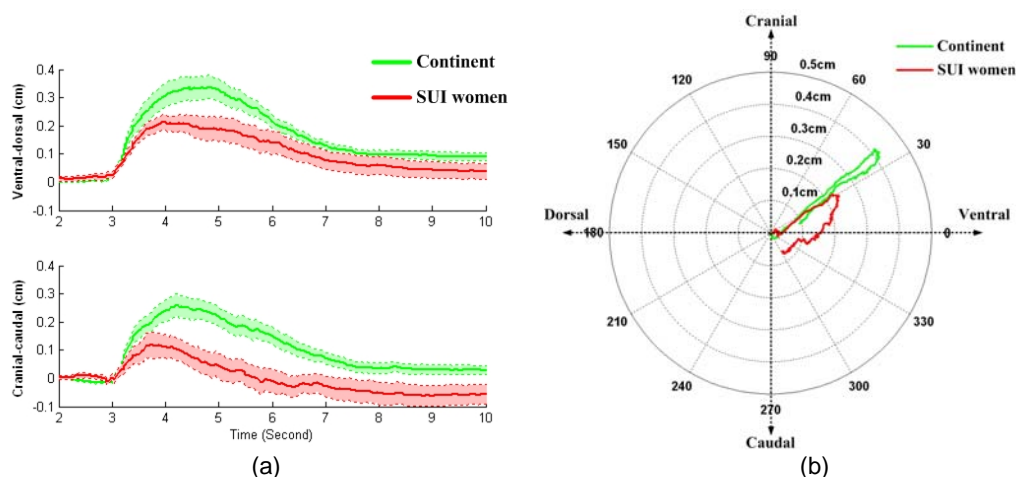 Continent
SUI women
Ventral-dorsal (cm)
0.4
0.3
0.2
0.1
0
-0.1
2 3 4 5 6 7 8 9 10
Cranial-caudal (cm)
0.4
0.3
0.2
0.1
0
-0.1
2 3 4 5 6 7 8 9 10
Time (Second)
(a)
Cranial
Continent
SUI women
90
0.5cm
120
60
0.4cm
0.3cm
150
30
0.2cm
0.1cm
Dorsal
Ventral
180
0
210
330
240
300
270
Caudal
(b)